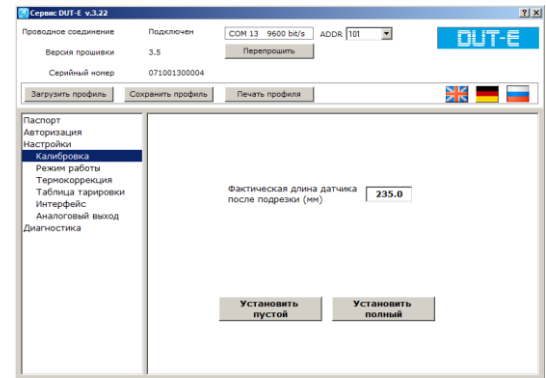 Сервис DUT-E v.3.22
Проводное соединение Подключен COM 13 9600 bit/s ADDR 101
DUT-E
Версия прошивки 3.5 Перепрошить
Серийный номер 071001300004
Загрузить профиль Сохранить профиль Печать профиля
Паспорт
Авторизация
Настройки
Калибровка
Режим работы
Термокоррекция
Таблица тарировки
Интерфейс
Аналоговый выход
Диагностика
Фактическая длина датчика
после подрезки (мм) 235.0
Установить
пустой
Установить
полный